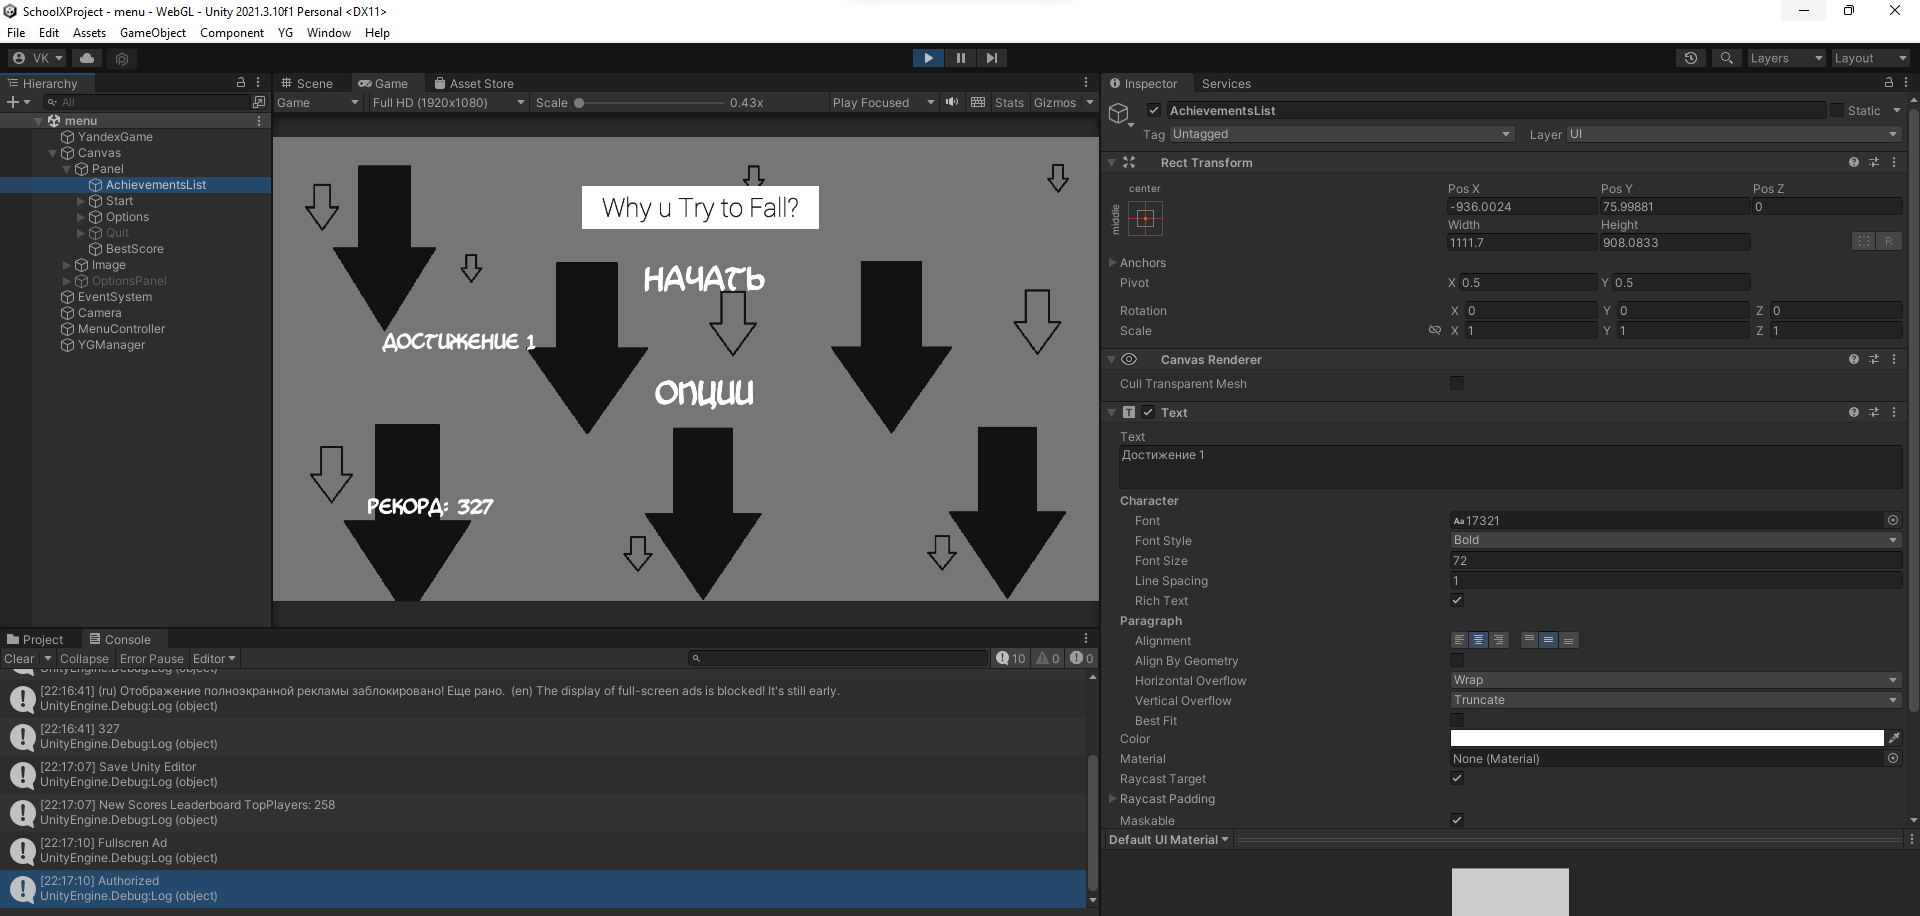 SchoolXProject - menu - WebGL - Unity 2021.3.10f1 Personal <DX11>
File Edit Assets GameObject Component YG Window Help
VK
Layers Layout
Hierarchy
All
menu
YandexGame
Canvas
Panel
AchievementsList
Start
Options
Quit
BestScore
Image
OptionsPanel
EventSystem
Camera
MenuController
YGManager
Scene Game Asset Store
Game Full HD (1920x1080) Scale 0.43x Play Focused Stats Gizmos
Why u Try to Fall?
НАЧАТЬ
ДОСТИЖЕНИЕ 1
ОПЦИИ
РЕКОРД: 327
Project Console
Clear Collapse Error Pause Editor 10 0 0
UnityEngine.Debug:Log (object)
[22:16:41] (ru) Отображение полноэкранной рекламы заблокировано! Еще рано. (en) The display of full-screen ads is blocked! It's still early.
UnityEngine.Debug:Log (object)
[22:16:41] 327
UnityEngine.Debug:Log (object)
[22:17:07] Save Unity Editor
UnityEngine.Debug:Log (object)
[22:17:07] New Scores Leaderboard TopPlayers: 258
UnityEngine.Debug:Log (object)
[22:17:10] Fullscren Ad
UnityEngine.Debug:Log (object)
[22:17:10] Authorized
UnityEngine.Debug:Log (object)
Inspector Services
AchievementsList Static
Tag Untagged Layer UI
Rect Transform
center
middle
Pos X Pos Y Pos Z
-936.0024 75.99881 0
Width Height
1111.7 908.0833 R
Anchors
Pivot X 0.5 Y 0.5
Rotation X 0 Y 0 Z 0
Scale X 1 Y 1 Z 1
Canvas Renderer
Cull Transparent Mesh
T Text
Text
Достижение 1
Character
Font Aa 17321
Font Style Bold
Font Size 72
Line Spacing 1
Rich Text
Paragraph
Alignment
Align By Geometry
Horizontal Overflow Wrap
Vertical Overflow Truncate
Best Fit
Color
Material None (Material)
Raycast Target
Raycast Padding
Maskable
Default UI Material